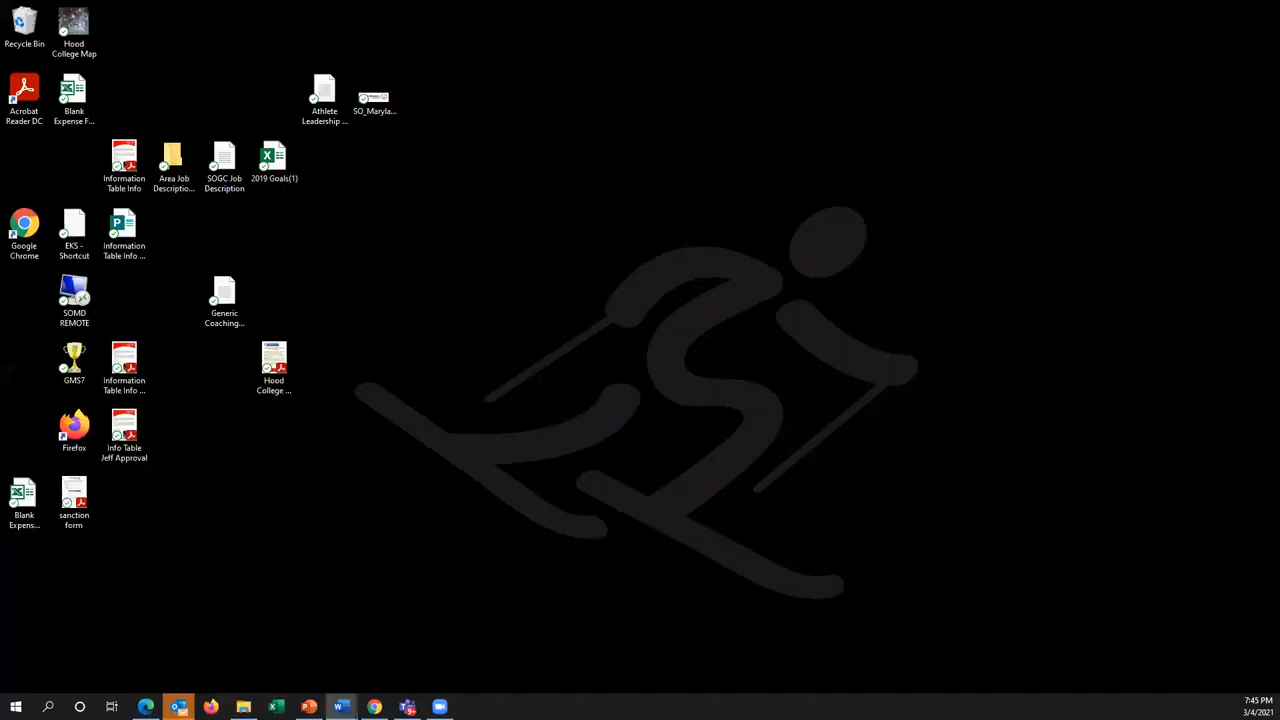 Recycle Bin
Hood
College Map
Acrobat
Reader DC
Blank
Expense F...
Athlete
Leadership ...
SO_Maryla...
Information
Table Info
Area Job
Descriptio...
SOGC Job
Description
2019 Goals(1)
Google
Chrome
EKS -
Shortcut
Information
Table Info ...
SOMD
REMOTE
Generic
Coaching...
GMS7
Information
Table Info ...
Hood
College ...
Firefox
Info Table
Jeff Approval
Blank
Expens...
sanction
form
7:45 PM
3/4/2021